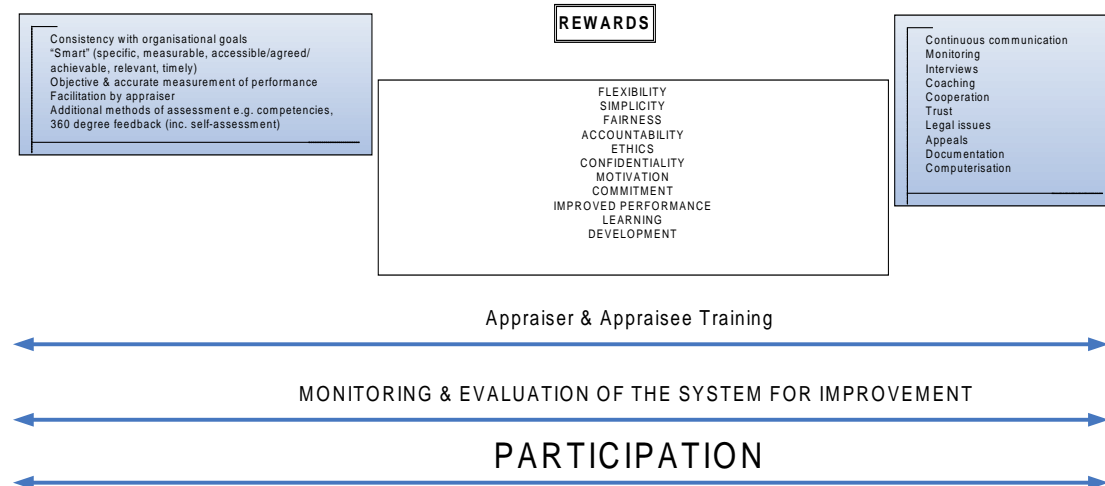 REWARDS
Consistency with organisational goals
“Smart” (specific, measurable, accessible/agreed/
achievable, relevant, timely)
Objective & accurate measurement of performance
Facilitation by appraiser
Additional methods of assessment e.g. competencies,
360 degree feedback (inc. self-assessment)
FLEXIBILITY
SIMPLICITY
FAIRNESS
ACCOUNTABILITY
ETHICS
CONFIDENTIALITY
MOTIVATION
COMMITMENT
IMPROVED PERFORMANCE
LEARNING
DEVELOPMENT
Continuous communication
Monitoring
Interviews
Coaching
Cooperation
Trust
Legal issues
Appeals
Documentation
Computerisation
Appraiser & Appraisee Training
MONITORING & EVALUATION OF THE SYSTEM FOR IMPROVEMENT
PARTICIPATION